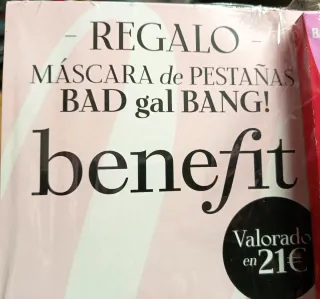 - REGALO -
MÁSCARA de PESTAÑAS
BAD gal BANG!
benefit
Valorado
en 21€